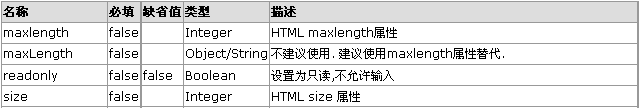 名称 必填 缺省值 类型 描述
maxlength false Integer HTML maxlength属性
maxLength false Object/String 不建议使用. 建议使用maxlength属性替代.
readonly false false Boolean 设置为只读,不允许输入
size false Integer HTML size 属性